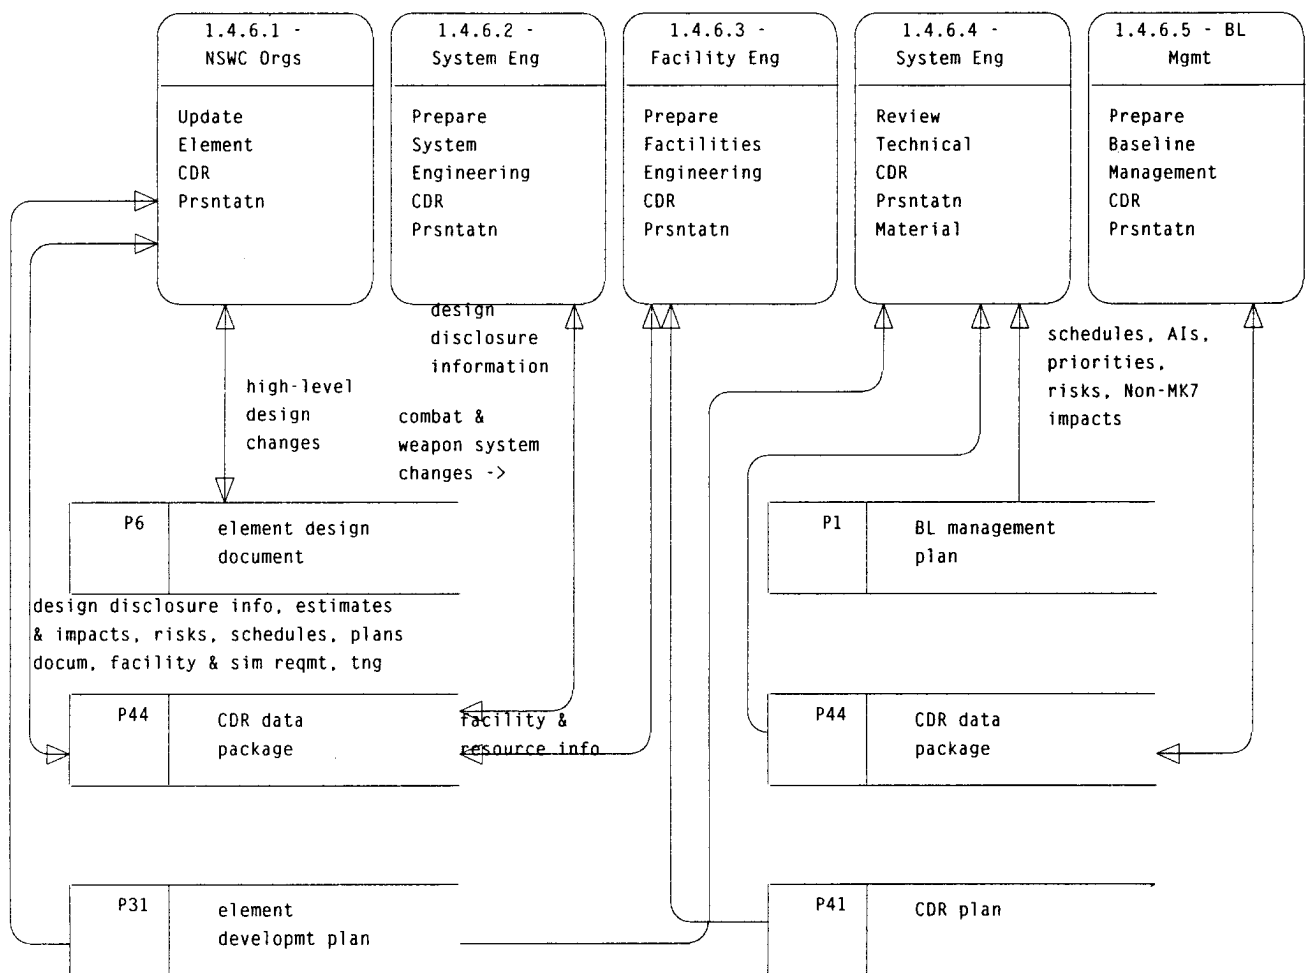 1.4.6.1 -
NSWC Orgs
Update
Element
CDR
Prsntatn
1.4.6.2 -
System Eng
Prepare
System
Engineering
CDR
Prsntatn
1.4.6.3 -
Facility Eng
Prepare
Factilities
Engineering
CDR
Prsntatn
1.4.6.4 -
System Eng
Review
Technical
CDR
Prsntatn
Material
1.4.6.5 - BL
Mgmt
Prepare
Baseline
Management
CDR
Prsntatn
design
disclosure
information
high-level
design
changes
combat &
weapon system
changes ->
schedules, AIs,
priorities,
risks, Non-MK7
impacts
P6
element design
document
P1
BL management
plan
design disclosure info, estimates
& impacts, risks, schedules, plans
docum, facility & sim reqmt, tng
P44
CDR data
package
facility &
resource info
P44
CDR data
package
P31
element
developmt plan
P41
CDR plan